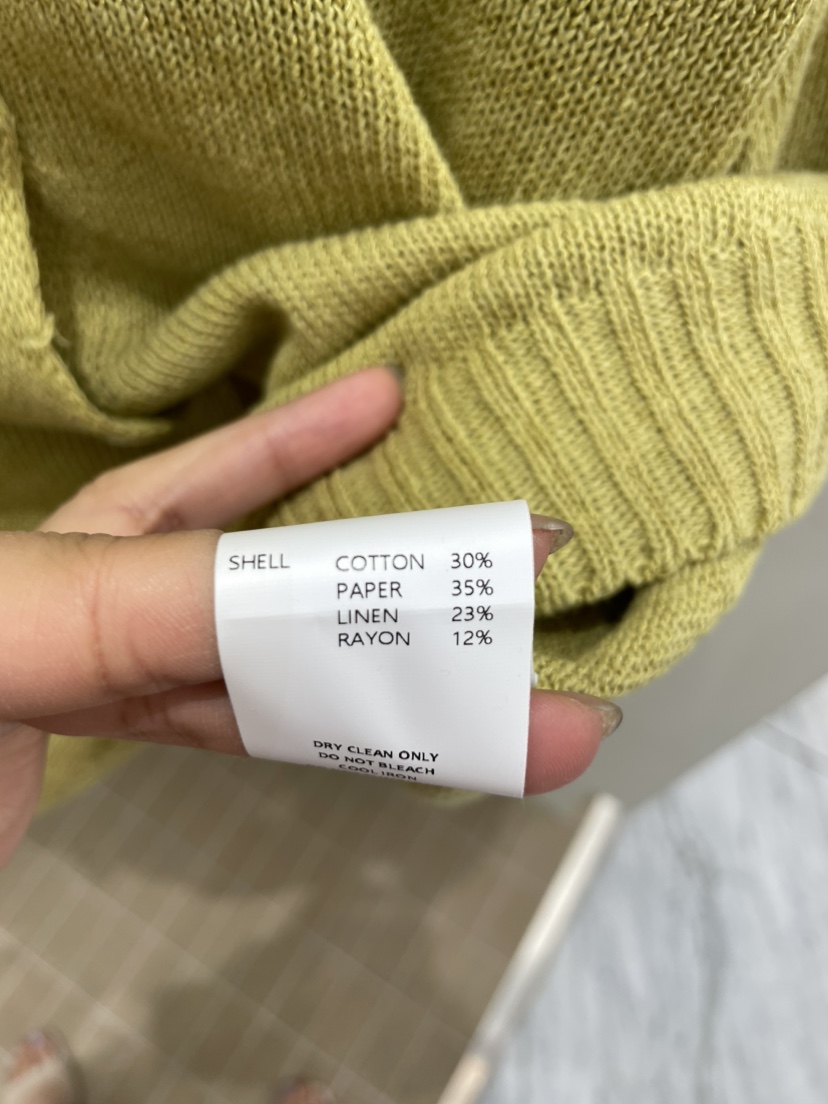 SHELL COTTON 30%
PAPER 35%
LINEN 23%
RAYON 12%
DRY CLEAN ONLY
DO NOT BLEACH
COOL IRON